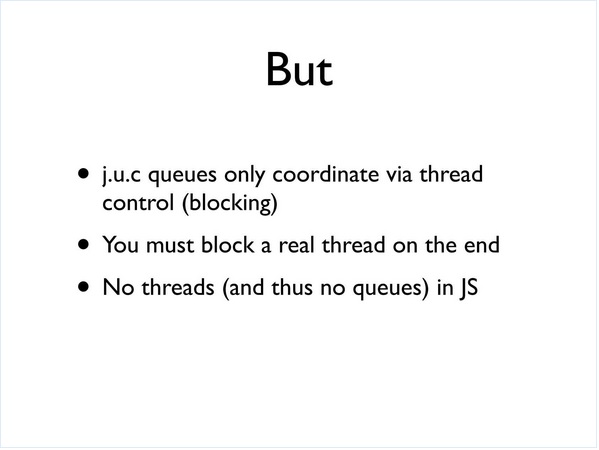 But
• j.u.c queues only coordinate via thread
control (blocking)
• You must block a real thread on the end
• No threads (and thus no queues) in JS